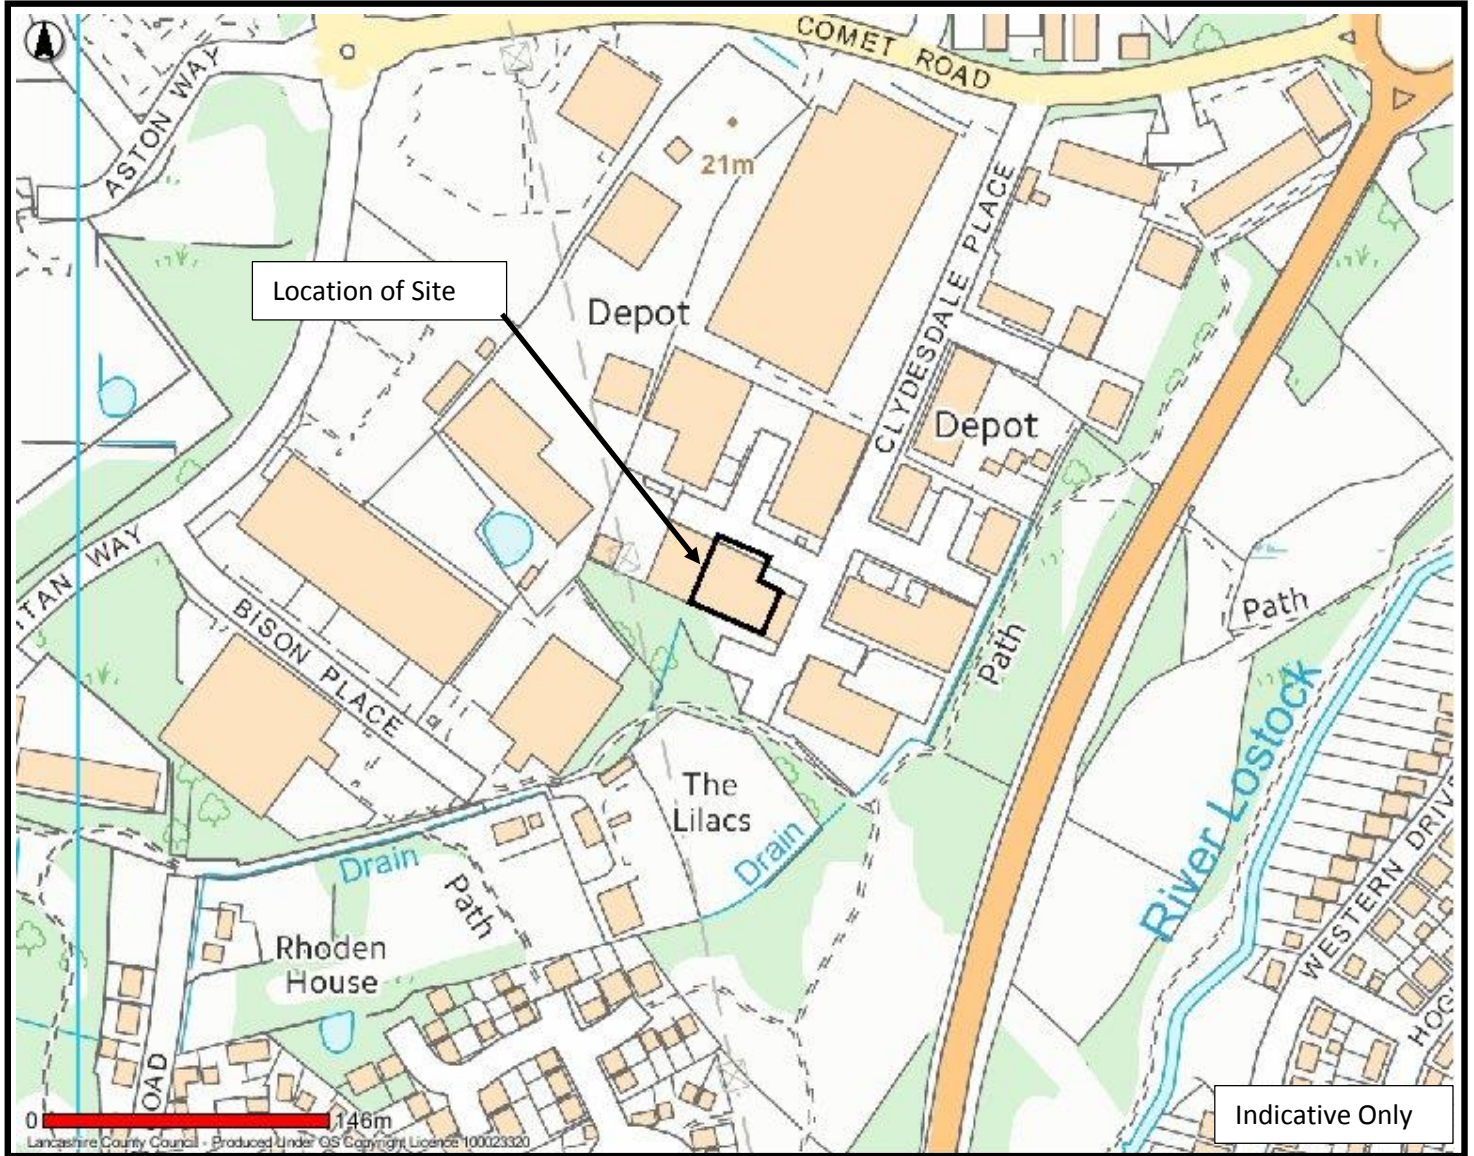 COMET ROAD
ASTON WAY
21m
Location of Site
CLYDESDALE PLACE
Depot
Depot
TAN WAY
BISON PLACE
Path
Path
River Lostock
The
Lilacs
Drain
Drain
Path
WESTERN DRIVE
Rhoden
House
HOG
OAD
0
146m
Indicative Only
Lancashire County Council - Produced Under OS Copyright Licence 100023320